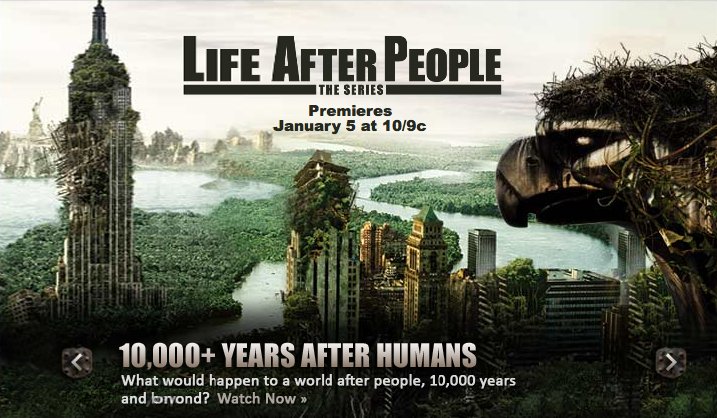 LIFE AFTER PEOPLE
THE SERIES
Premieres
January 5 at 10/9c
10,000+ YEARS AFTER HUMANS
What would happen to a world after people, 10,000 years
and beyond? Watch Now »